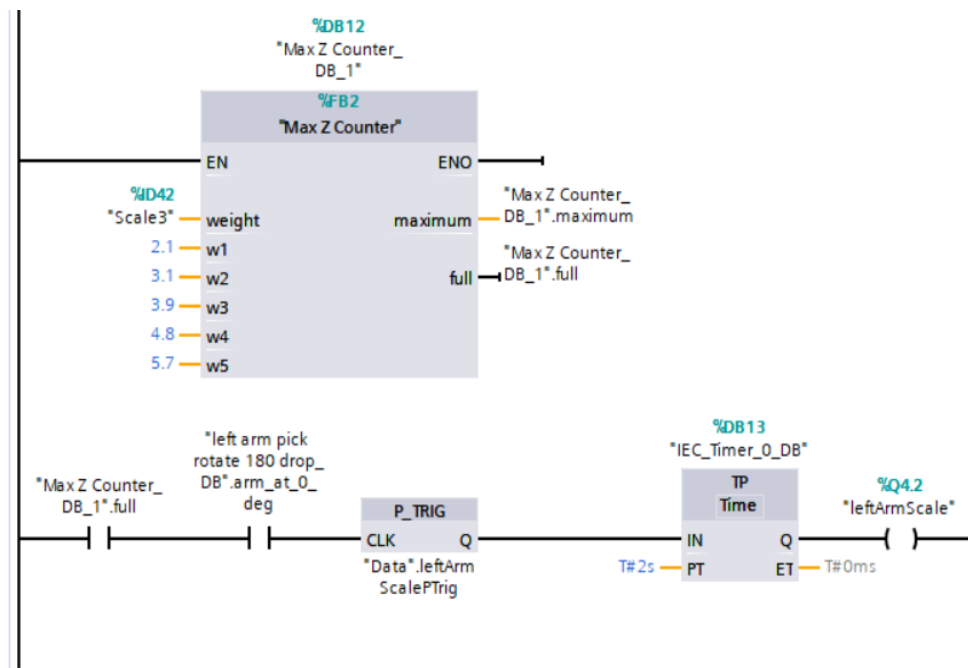 %DB12
"Max Z Counter_
DB_1"
%FB2
"Max Z Counter"
EN ENO
%ID42
"Scale3" weight maximum "Max Z Counter_
DB_1".maximum
2.1 w1
3.1 w2 full "Max Z Counter_
DB_1".full
3.9 w3
4.8 w4
5.7 w5
"Max Z Counter_
DB_1".full
"left arm pick
rotate 180 drop_
DB".arm_at_0_
deg
P_TRIG
CLK Q
"Data".leftArm
ScalePTrig
%DB13
"IEC_Timer_0_DB"
TP
Time
IN Q
T#2s PT ET T#0ms
%Q4.2
"leftArmScale"